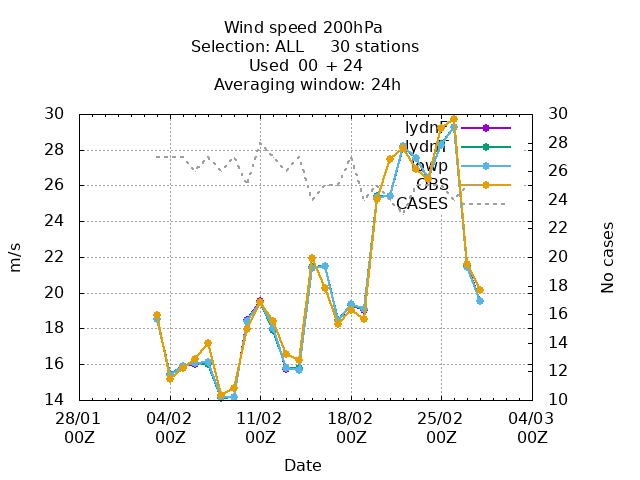 Wind speed 200hPa
Selection: ALL     30 stations
Used  00  + 24
Averaging window: 24h
30
28
26
24
22
20
18
16
14
m/s
30
28
26
24
22
20
18
16
14
12
10
No cases
OBS
CASES
28/01
00Z
04/02
00Z
11/02
00Z
18/02
00Z
25/02
00Z
04/03
00Z
Date